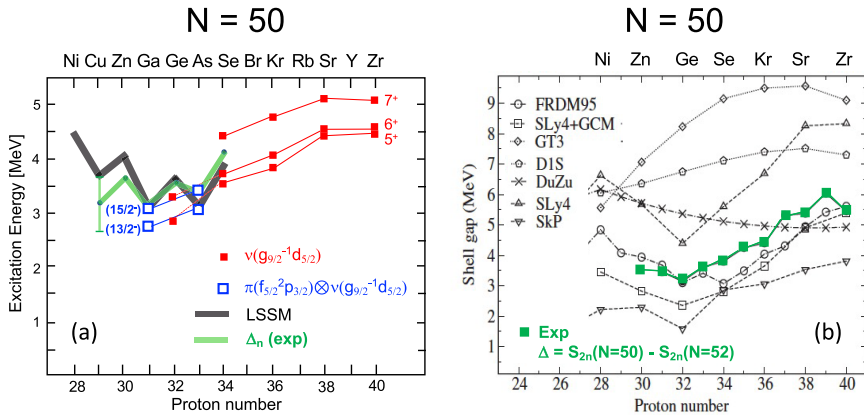 N = 50
Ni Cu Zn Ga Ge As Se Br Kr Rb Sr Y Zr
Excitation Energy [MeV]
5
4
3
2
1
7⁺
6⁺
5⁺
(15/2⁻)
(13/2⁻)
ν(g₉/₂⁻¹d₅/₂)
π(f₅/₂²p₃/₂)⊗ν(g₉/₂⁻¹d₅/₂)
LSSM
Δₙ (exp)
(a)
28 30 32 34 36 38 40
Proton number
N = 50
Ni Zn Ge Se Kr Sr Zr
Shell gap (MeV)
9
8
7
6
5
4
3
2
1
FRDM95
SLy4+GCM
GT3
D1S
DuZu
SLy4
SkP
(b)
Exp
Δ = S₂ₙ(N=50) - S₂ₙ(N=52)
24 26 28 30 32 34 36 38 40
Proton number